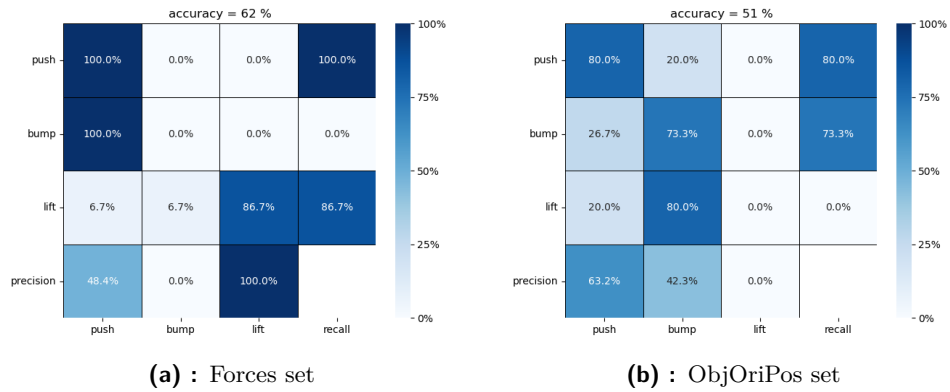 accuracy = 62 %
push 100.0% 0.0% 0.0% 100.0%
bump 100.0% 0.0% 0.0% 0.0%
lift 6.7% 6.7% 86.7% 86.7%
precision 48.4% 0.0% 100.0%
push bump lift recall
100%
75%
50%
25%
0%
(a) : Forces set
accuracy = 51 %
push 80.0% 20.0% 0.0% 80.0%
bump 26.7% 73.3% 0.0% 73.3%
lift 20.0% 80.0% 0.0% 0.0%
precision 63.2% 42.3% 0.0%
push bump lift recall
100%
75%
50%
25%
0%
(b) : ObjOriPos set